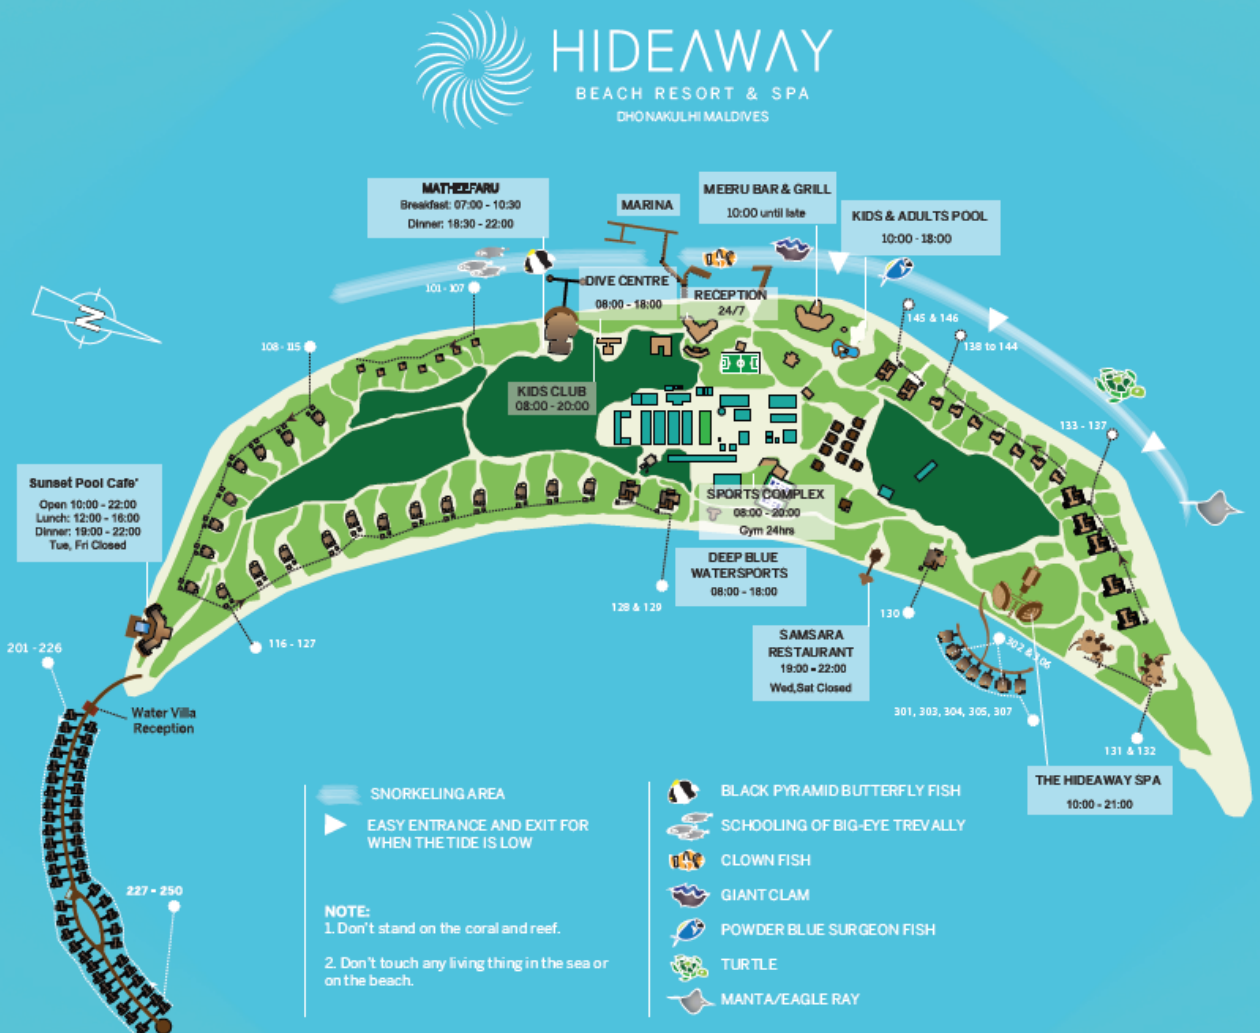 HIDEAWAY
BEACH RESORT & SPA
DHONAKULHI MALDIVES
MATHEEFARU
Breakfast: 07:00 - 10:30
Dinner: 18:30 - 22:00
MARINA
MEERU BAR & GRILL
10:00 until late
KIDS & ADULTS POOL
10:00 - 18:00
101 - 107
DIVE CENTRE
08:00 - 18:00
RECEPTION
24/7
145 & 146
138 to 144
N
108 - 115
KIDS CLUB
08:00 - 20:00
133 - 137
Sunset Pool Cafe'
Open 10:00 - 22:00
Lunch: 12:00 - 16:00
Dinner: 19:00 - 22:00
Tue, Fri Closed
SPORTS COMPLEX
08:00 - 20:00
Gym 24hrs
DEEP BLUE
WATERSPORTS
08:00 - 18:00
128 & 129
130
116 - 127
SAMSARA
RESTAURANT
19:00 - 22:00
Wed,Sat Closed
302 & 306
201 - 226
Water Villa
Reception
301, 303, 304, 305, 307
131 & 132
THE HIDEAWAY SPA
10:00 - 21:00
227 - 250
SNORKELING AREA
EASY ENTRANCE AND EXIT FOR
WHEN THE TIDE IS LOW
NOTE:
1. Don't stand on the coral and reef.
2. Don't touch any living thing in the sea or
on the beach.
BLACK PYRAMID BUTTERFLY FISH
SCHOOLING OF BIG-EYE TREVALLY
CLOWN FISH
GIANT CLAM
POWDER BLUE SURGEON FISH
TURTLE
MANTA/EAGLE RAY